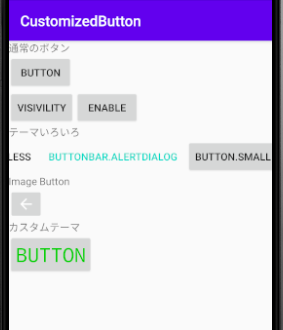 CustomizedButton
通常のボタン
BUTTON
VISIVILITY ENABLE
テーマいろいろ
LESS BUTTONBAR.ALERTDIALOG BUTTON.SMALL
Image Button
カスタムテーマ
BUTTON